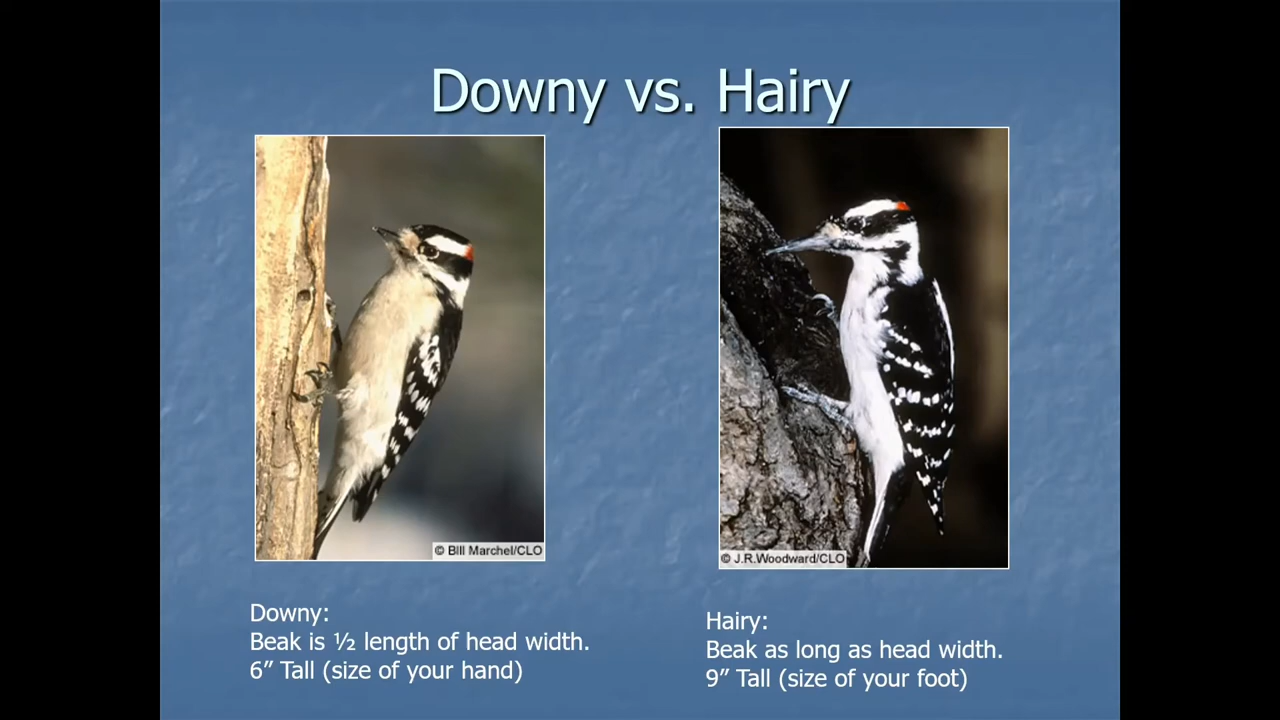 Downy vs. Hairy
© Bill Marchel/CLO
© J.R.Woodward/CLO
Downy:
Beak is ½ length of head width.
6” Tall (size of your hand)
Hairy:
Beak as long as head width.
9” Tall (size of your foot)